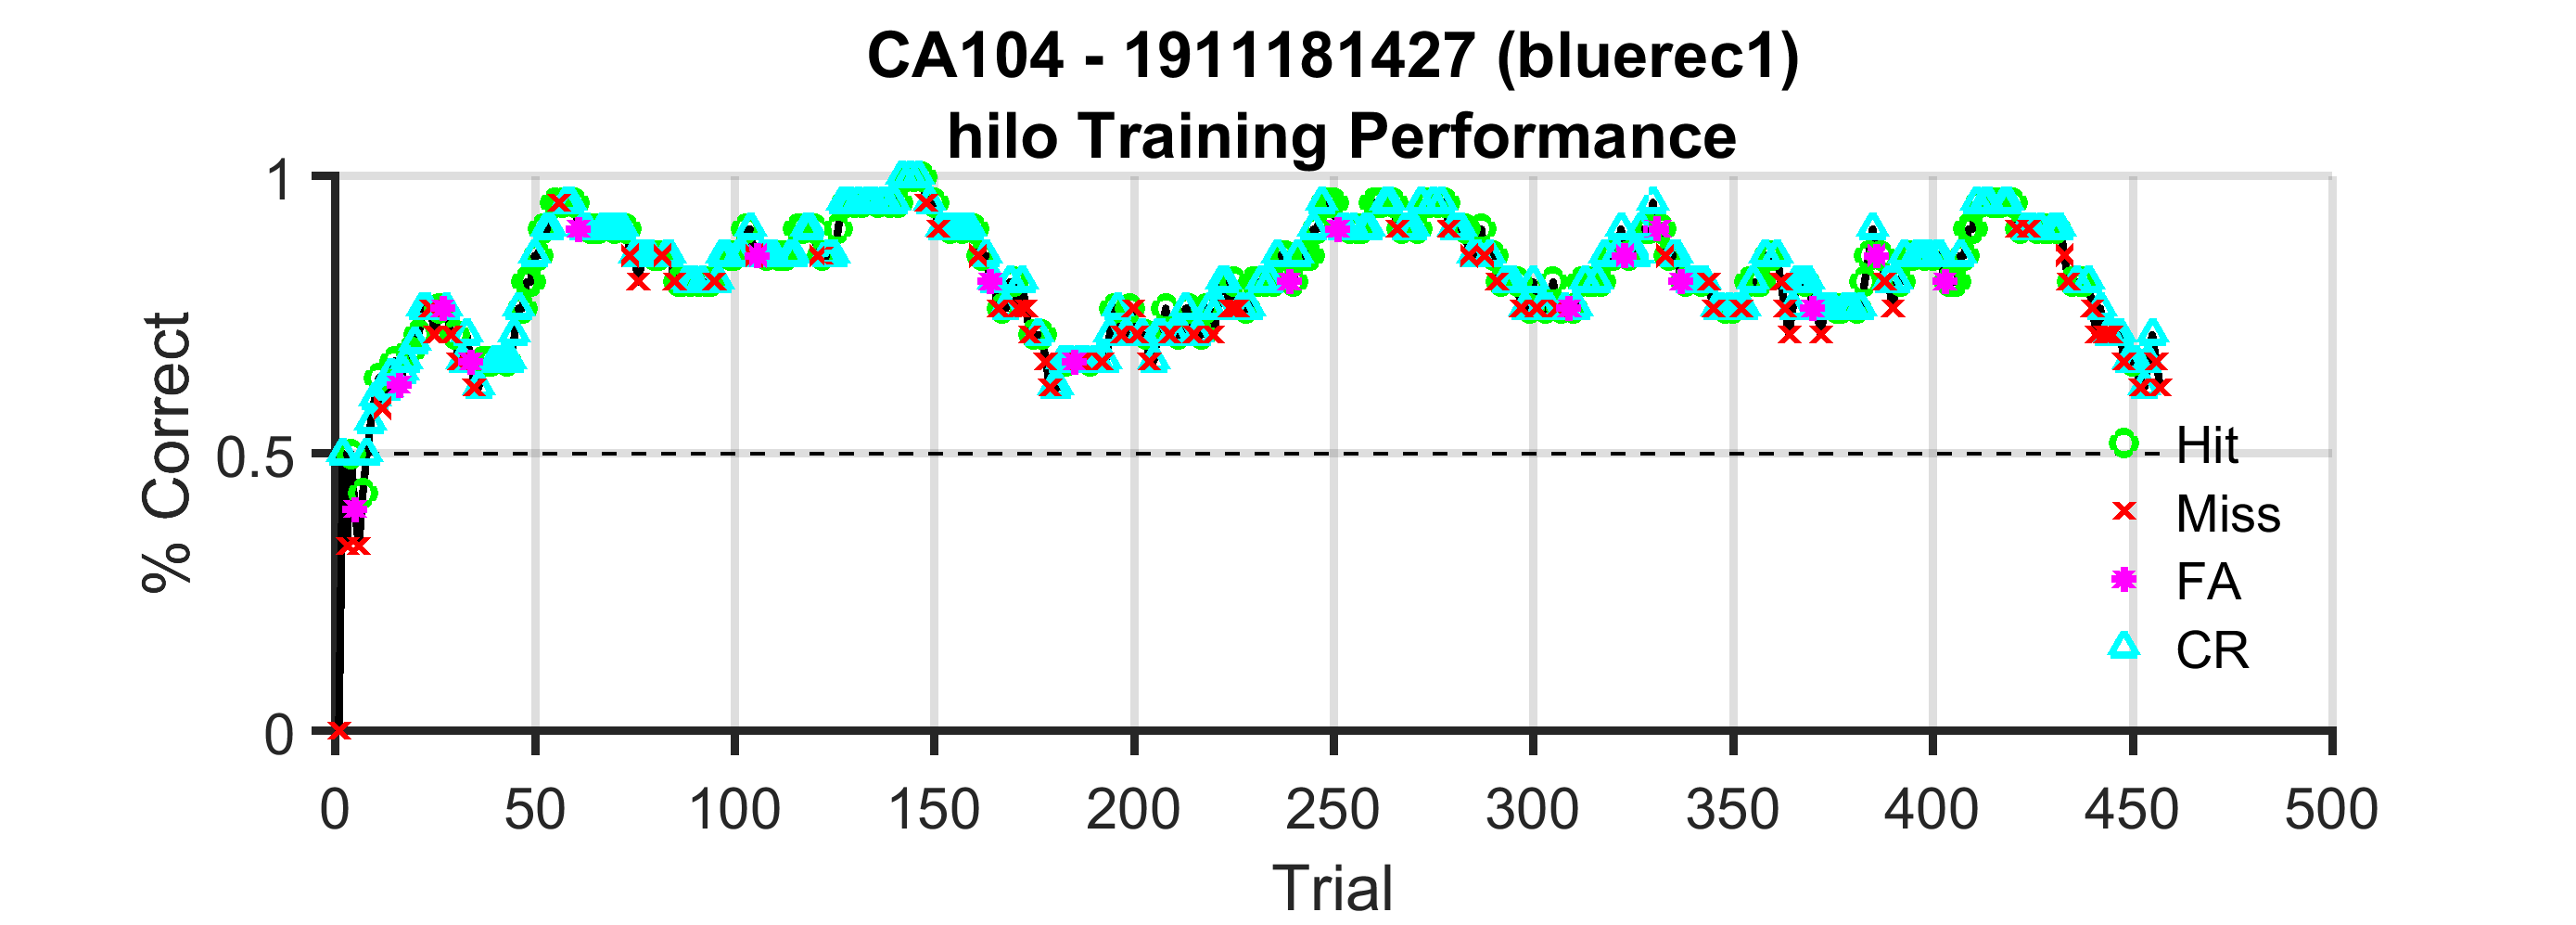 CA104 - 1911181427 (bluerec1)
hilo Training Performance
% Correct
1
0.5
0
Hit
Miss
FA
CR
0 50 100 150 200 250 300 350 400 450 500
Trial